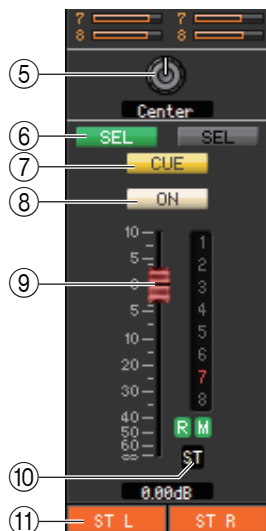 7 7
8 8
⑤
Center
⑥ SEL SEL
⑦ CUE
⑧ ON
10
5
⑨ 0
5
10
20
30
40
50
60
∞
1
2
3
4
5
6
7
8
R M
⑩ ST
0.00dB
⑪ ST L ST R